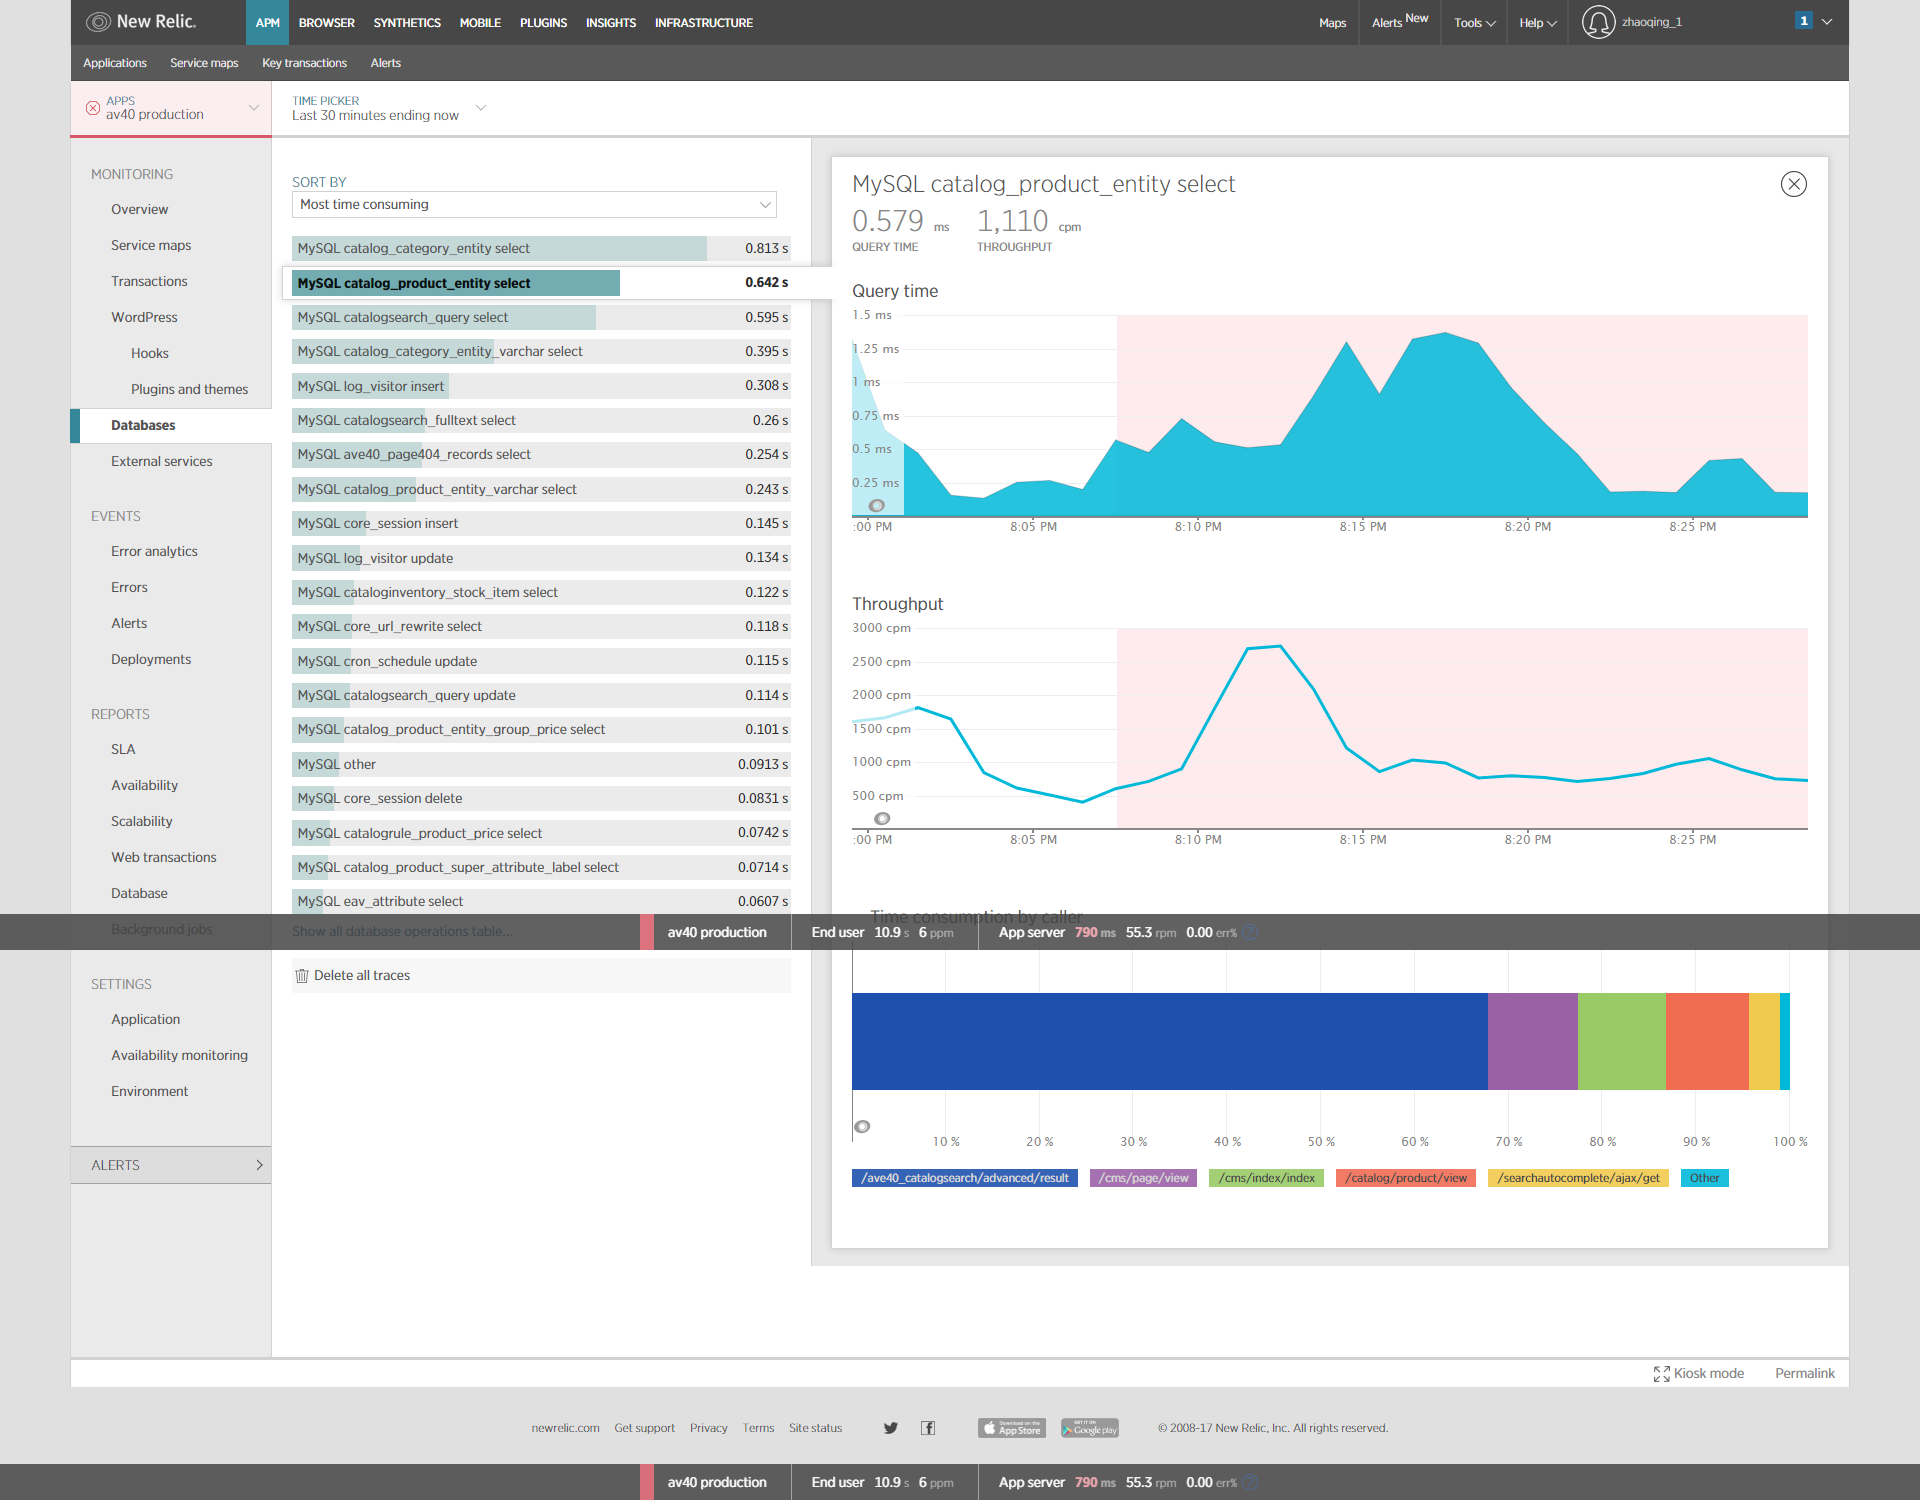 New Relic.
APM BROWSER SYNTHETICS MOBILE PLUGINS INSIGHTS INFRASTRUCTURE
Maps Alerts New Tools Help zhaoqing_1 1
Applications Service maps Key transactions Alerts
APPS
av40 production
TIME PICKER
Last 30 minutes ending now
MONITORING
Overview
Service maps
Transactions
WordPress
Hooks
Plugins and themes
Databases
External services
EVENTS
Error analytics
Errors
Alerts
Deployments
REPORTS
SLA
Availability
Scalability
Web transactions
Database
Background jobs
SETTINGS
Application
Availability monitoring
Environment
ALERTS
SORT BY
Most time consuming
MySQL catalog_category_entity select 0.813 s
MySQL catalog_product_entity select 0.642 s
MySQL catalogsearch_query select 0.595 s
MySQL catalog_category_entity_varchar select 0.395 s
MySQL log_visitor insert 0.308 s
MySQL catalogsearch_fulltext select 0.26 s
MySQL ave40_page404_records select 0.254 s
MySQL catalog_product_entity_varchar select 0.243 s
MySQL core_session insert 0.145 s
MySQL log_visitor update 0.134 s
MySQL cataloginventory_stock_item select 0.122 s
MySQL core_url_rewrite select 0.118 s
MySQL cron_schedule update 0.115 s
MySQL catalogsearch_query update 0.114 s
MySQL catalog_product_entity_group_price select 0.101 s
MySQL other 0.0913 s
MySQL core_session delete 0.0831 s
MySQL catalogrule_product_price select 0.0742 s
MySQL catalog_product_super_attribute_label select 0.0714 s
MySQL eav_attribute select 0.0607 s
Show all database operations table...
Delete all traces
MySQL catalog_product_entity select
0.579 ms 1,110 cpm
QUERY TIME THROUGHPUT
Query time
1.5 ms
1.25 ms
1 ms
0.75 ms
0.5 ms
0.25 ms
:00 PM 8:05 PM 8:10 PM 8:15 PM 8:20 PM 8:25 PM
Throughput
3000 cpm
2500 cpm
2000 cpm
1500 cpm
1000 cpm
500 cpm
:00 PM 8:05 PM 8:10 PM 8:15 PM 8:20 PM 8:25 PM
Time consumption by caller
av40 production End user 10.9 s 6 ppm App server 790 ms 55.3 rpm 0.00 err% ?
10 % 20 % 30 % 40 % 50 % 60 % 70 % 80 % 90 % 100 %
/ave40_catalogsearch/advanced/result /cms/page/view /cms/index/index /catalog/product/view /searchautocomplete/ajax/get Other
Kiosk mode Permalink
newrelic.com Get support Privacy Terms Site status Download on the App Store GET IT ON Google play © 2008-17 New Relic, Inc. All rights reserved.
av40 production End user 10.9 s 6 ppm App server 790 ms 55.3 rpm 0.00 err% ?